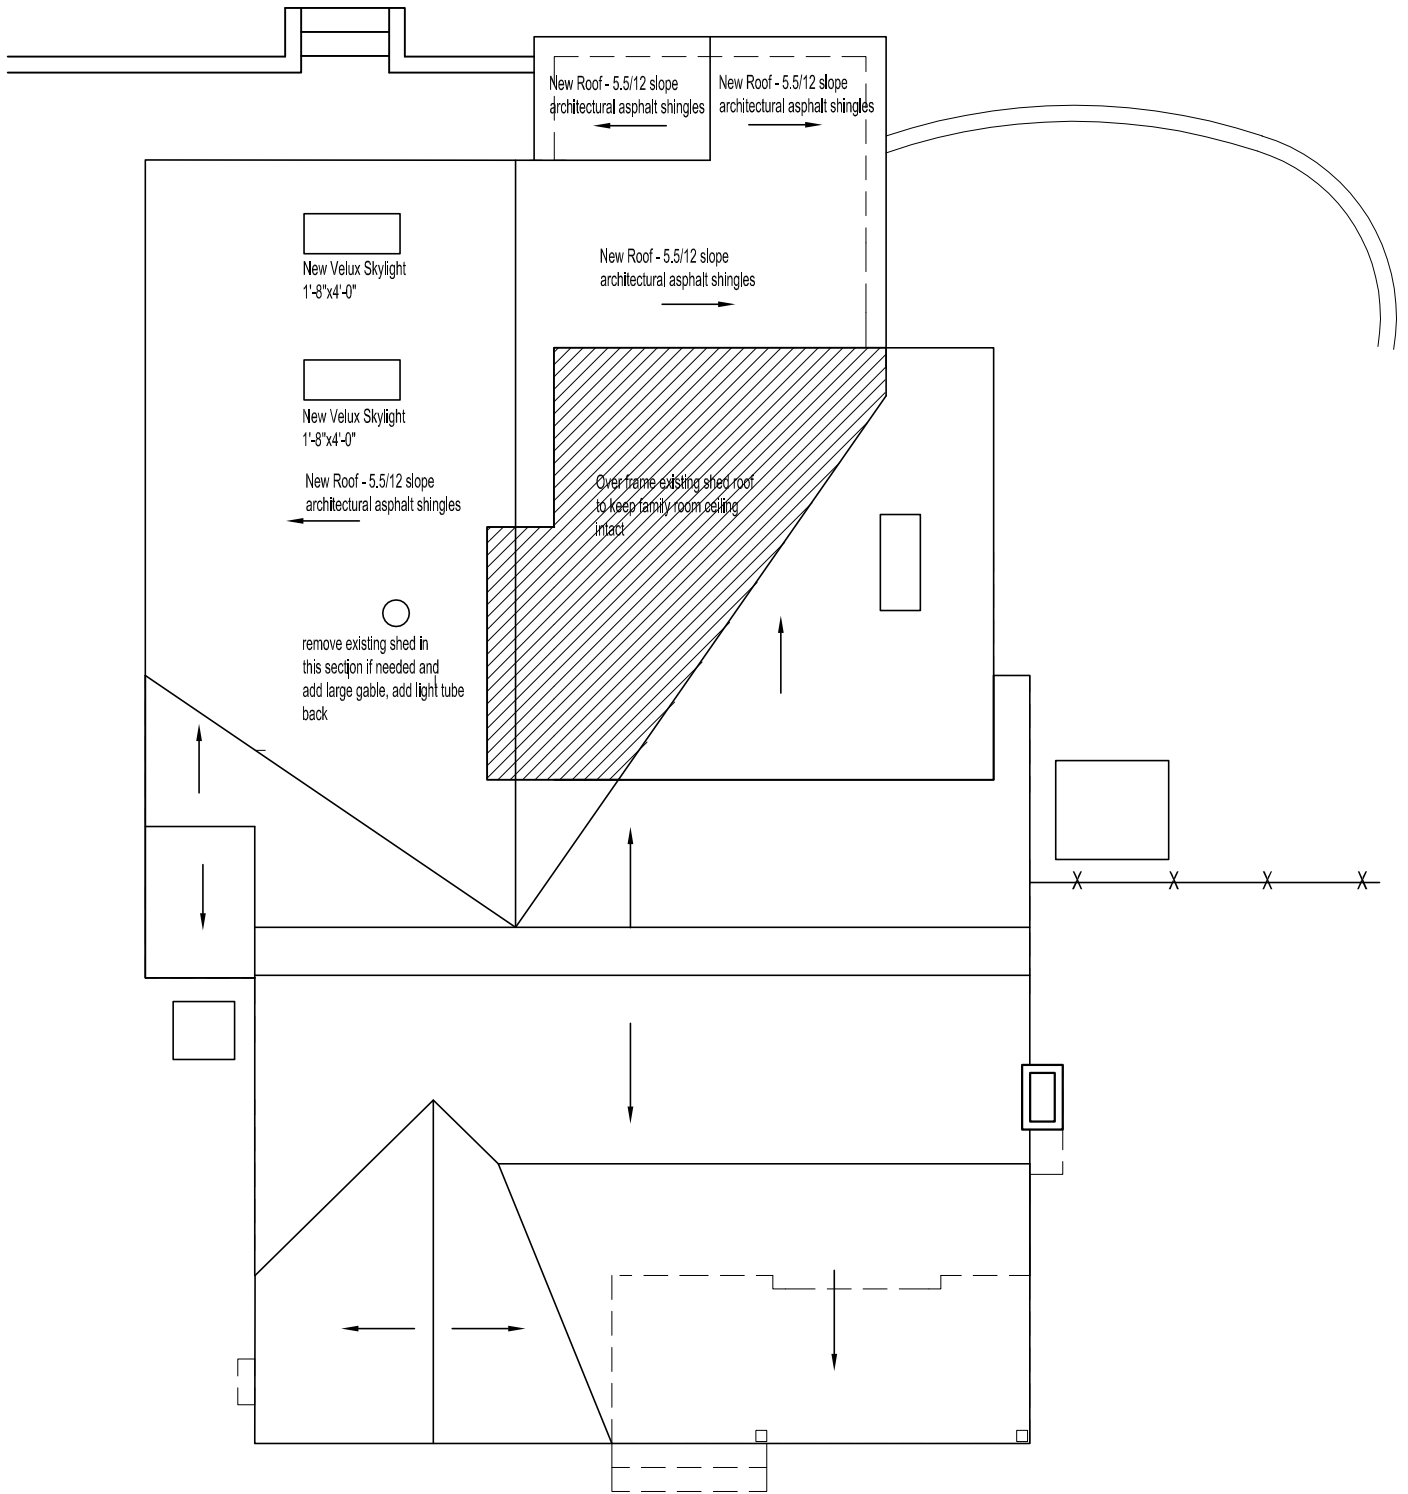 New Roof - 5.5/12 slope
architectural asphalt shingles
New Roof - 5.5/12 slope
architectural asphalt shingles
New Roof - 5.5/12 slope
architectural asphalt shingles
New Velux Skylight
1'-8"x4'-0"
New Velux Skylight
1'-8"x4'-0"
New Roof - 5.5/12 slope
architectural asphalt shingles
Over frame existing shed roof
to keep family room ceiling
intact
remove existing shed in
this section if needed and
add large gable, add light tube
back